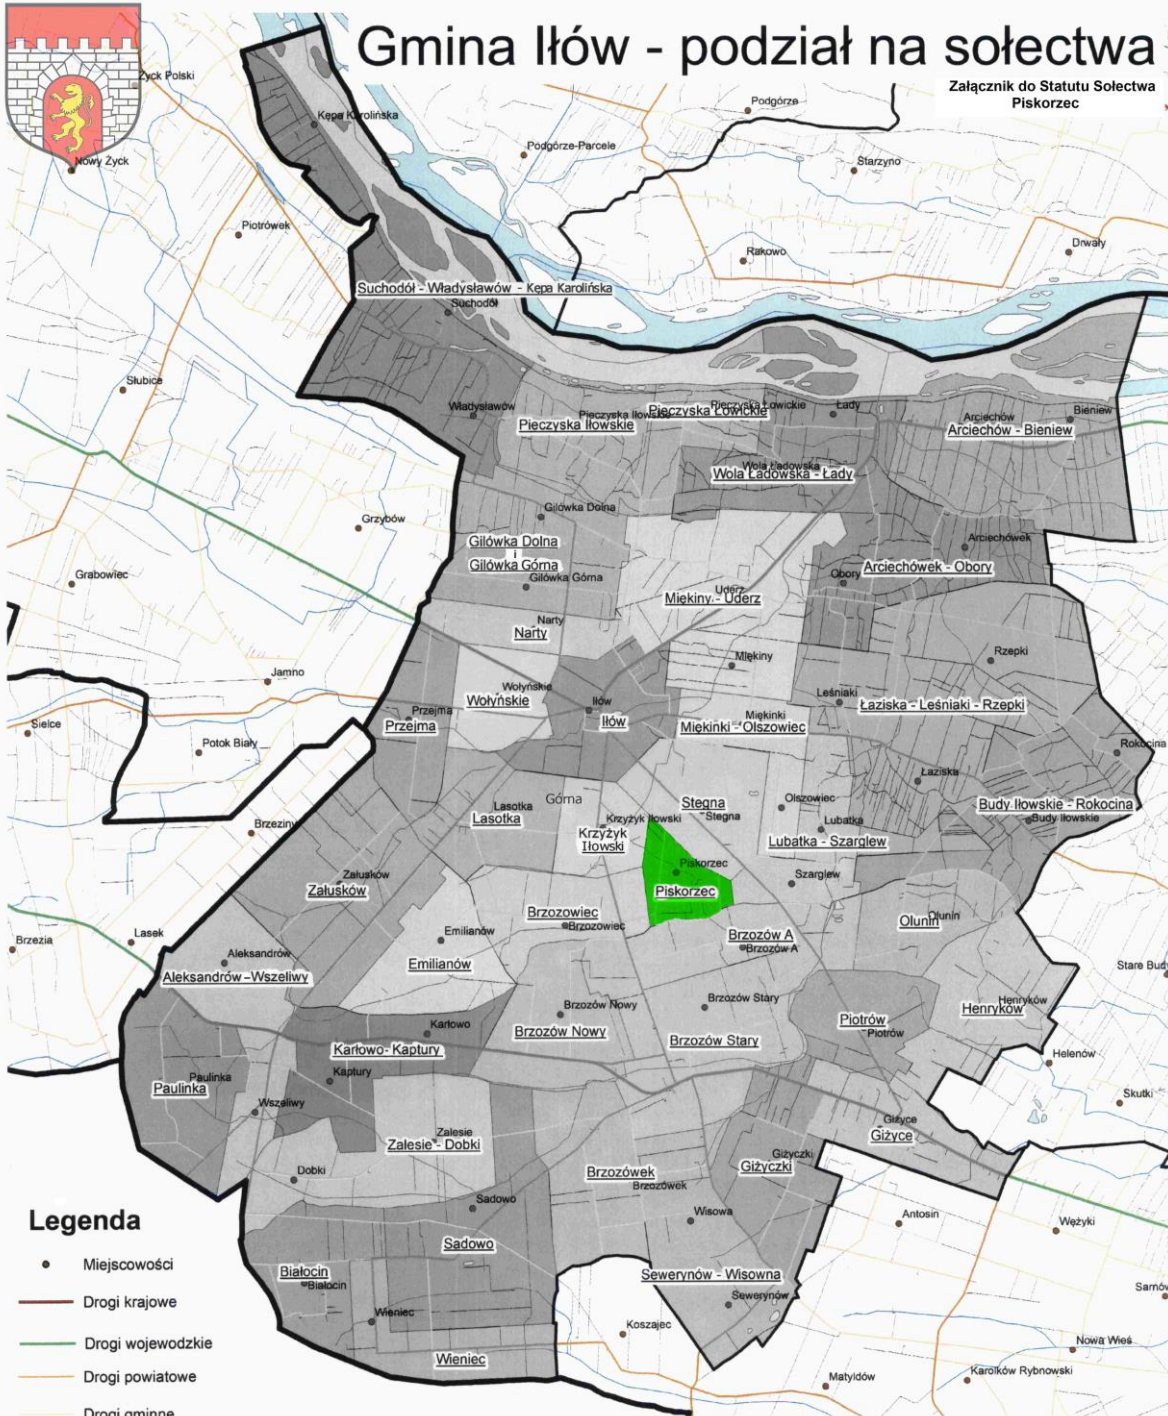 Gmina Iłów - podział na sołectwa
Załącznik do Statutu Sołectwa
Piskorzec
Życk Polski
Nowy Życk
Kępa Karolińska
Podgórze
Podgórze-Parcele
Starzyno
Piotrówek
Rakowo
Drwały
Suchodół - Władysławów - Kępa Karolińska
Suchodół
Słubice
Władysławów
Pieczyska Iłowskie
Pieczyska Iłowskie
Pieczyska Łowickie
Pieczyska Łowickie
Łady
Arciechów
Bieniew
Arciechów - Bieniew
Wola Ładowska
Wola Ładowska - Łady
Grzybów
Gilówka Dolna
Gilówka Dolna
i
Gilówka Górna
Gilówka Górna
Arciechówek
Arciechówek - Obory
Obory
Grabowiec
Uderz
Miękiny - Uderz
Narty
Narty
Miękiny
Rzepki
Jamno
Wołyńskie
Wołyńskie
Iłów
Iłów
Leśniaki
Łaziska - Leśniaki - Rzepki
Przejma
Przejma
Miękinki
Miękinki - Olszowiec
Sielce
Potok Biały
Rokocina
Łaziska
Górna
Lasotka
Lasotka
Stegna
Stegna
Olszowiec
Budy Iłowskie - Rokocina
Budy Iłowskie
Brzeziny
Krzyżyk Iłowski
Krzyżyk
Iłowski
Lubatka
Lubatka - Szarglew
Piskorzec
Piskorzec
Szarglew
Załusków
Załusków
Brzozowiec
Brzozowiec
Olunin
Olunin
Emilianów
Emilianów
Brzozów A
Brzozów A
Brzezia
Lasek
Aleksandrów
Aleksandrów - Wszeliwy
Stare Budy
Brzozów Nowy
Brzozów Nowy
Brzozów Stary
Brzozów Stary
Henryków
Henryków
Piotrów
Piotrów
Karłowo
Karłowo - Kaptury
Kaptury
Helenów
Paulinka
Paulinka
Wszeliwy
Skutki
Zalesie
Zalesie - Dobki
Giżyce
Giżyce
Dobki
Brzozówek
Brzozówek
Giżyczki
Giżyczki
Sadowo
Sadowo
Wisowa
Antosin
Wężyki
Białocin
Białocin
Sewerynów - Wisowna
Sewerynów
Wieniec
Wieniec
Koszajec
Nowa Wieś
Matyldów
Karolków Rybnowski
Legenda
Miejscowości
Drogi krajowe
Drogi wojewodzkie
Drogi powiatowe
Drogi gminne